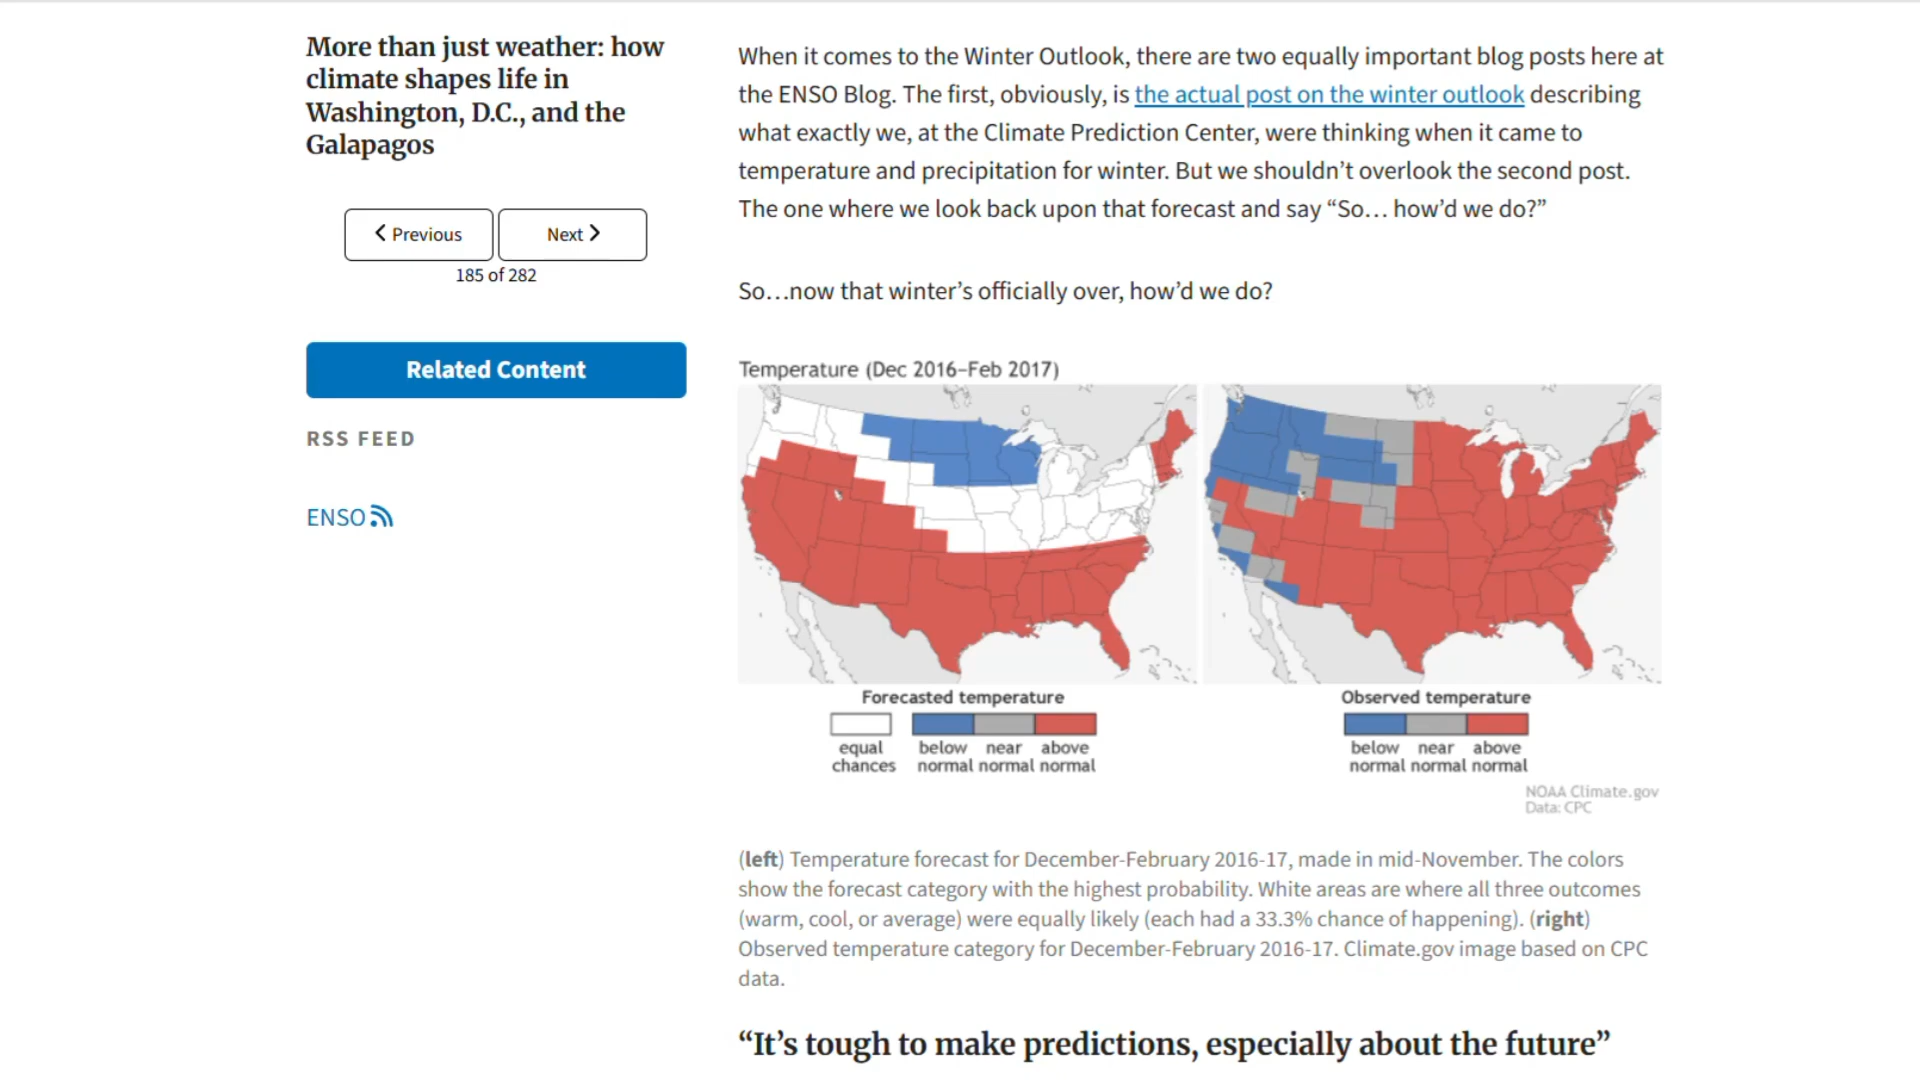 More than just weather: how
climate shapes life in
Washington, D.C., and the
Galapagos
Previous
Next
185 of 282
Related Content
RSS FEED
ENSO
When it comes to the Winter Outlook, there are two equally important blog posts here at
the ENSO Blog. The first, obviously, is the actual post on the winter outlook describing
what exactly we, at the Climate Prediction Center, were thinking when it came to
temperature and precipitation for winter. But we shouldn’t overlook the second post.
The one where we look back upon that forecast and say “So… how’d we do?”
So…now that winter’s officially over, how’d we do?
Temperature (Dec 2016–Feb 2017)
Forecasted temperature
equal chances
below normal
near normal
above normal
Observed temperature
below normal
near normal
above normal
NOAA Climate.gov
Data: CPC
(left) Temperature forecast for December-February 2016-17, made in mid-November. The colors
show the forecast category with the highest probability. White areas are where all three outcomes
(warm, cool, or average) were equally likely (each had a 33.3% chance of happening). (right)
Observed temperature category for December-February 2016-17. Climate.gov image based on CPC
data.
“It’s tough to make predictions, especially about the future”